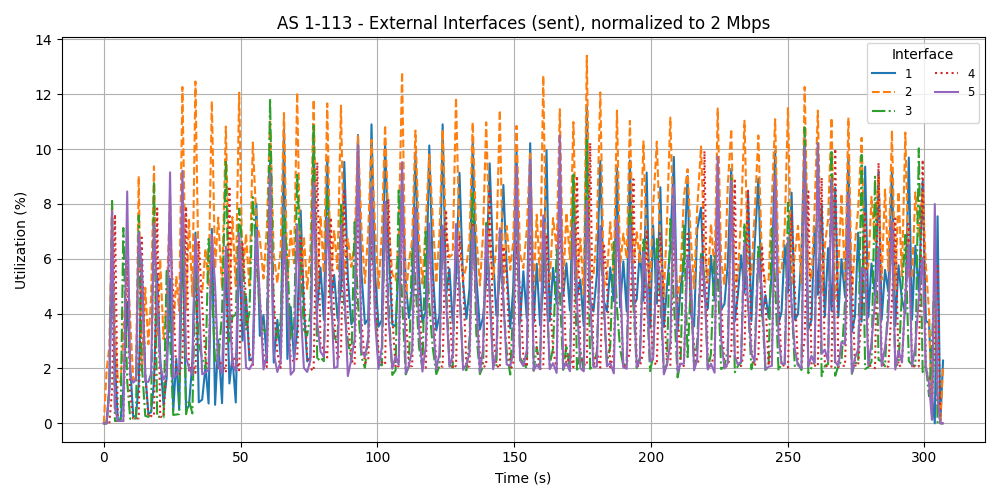 AS 1-113 - External Interfaces (sent), normalized to 2 Mbps
Utilization (%)
14
12
10
8
6
4
2
0
0 50 100 150 200 250 300
Time (s)
Interface
1 4
2 5
3